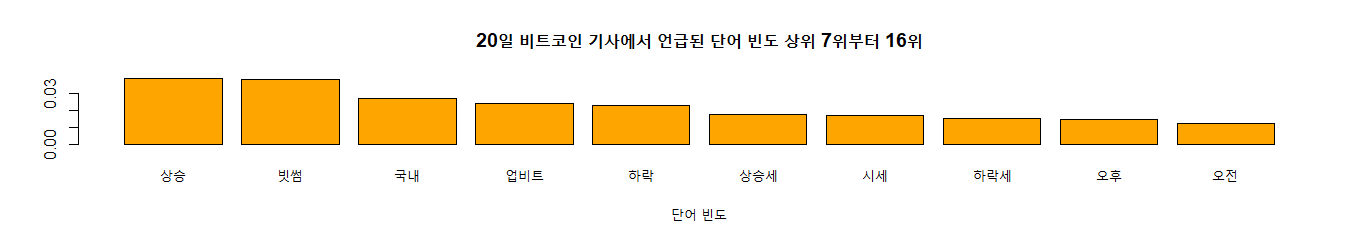 20일 비트코인 기사에서 언급된 단어 빈도 상위 7위부터 16위
0.03
0.00
상승 빗썸 국내 업비트 하락 상승세 시세 하락세 오후 오전
단어 빈도